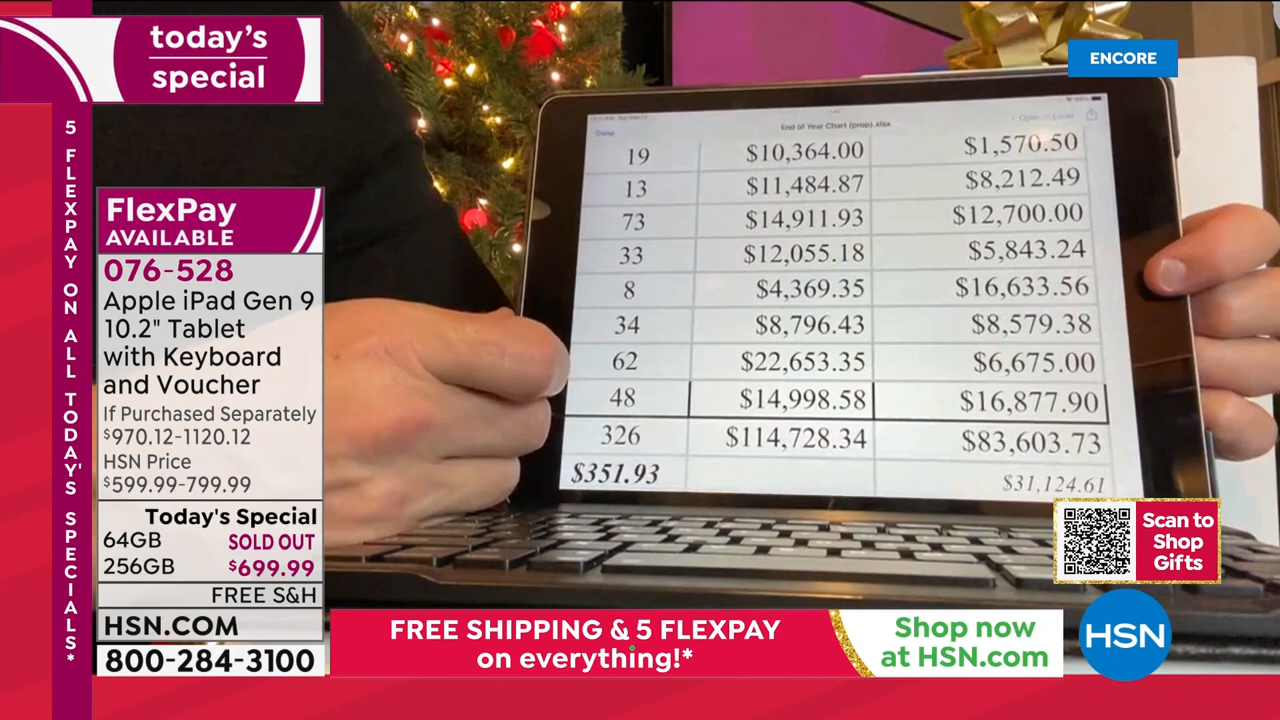 today's
special
5 FLEXPAY ON ALL TODAY'S SPECIALS*
FlexPay
AVAILABLE
076-528
Apple iPad Gen 9
10.2" Tablet
with Keyboard
and Voucher
If Purchased Separately
$970.12-1120.12
HSN Price
$599.99-799.99
Today's Special
64GB SOLD OUT
256GB $699.99
FREE S&H
HSN.COM
800-284-3100
ENCORE
Done End of Year Chart (prop).xlsx Open in Excel
19 $10,364.00 $1,570.50
13 $11,484.87 $8,212.49
73 $14,911.93 $12,700.00
33 $12,055.18 $5,843.24
8 $4,369.35 $16,633.56
34 $8,796.43 $8,579.38
62 $22,653.35 $6,675.00
48 $14,998.58 $16,877.90
326 $114,728.34 $83,603.73
$351.93 $31,124.61
Scan to
Shop
Gifts
FREE SHIPPING & 5 FLEXPAY
on everything!*
Shop now
at HSN.com
HSN